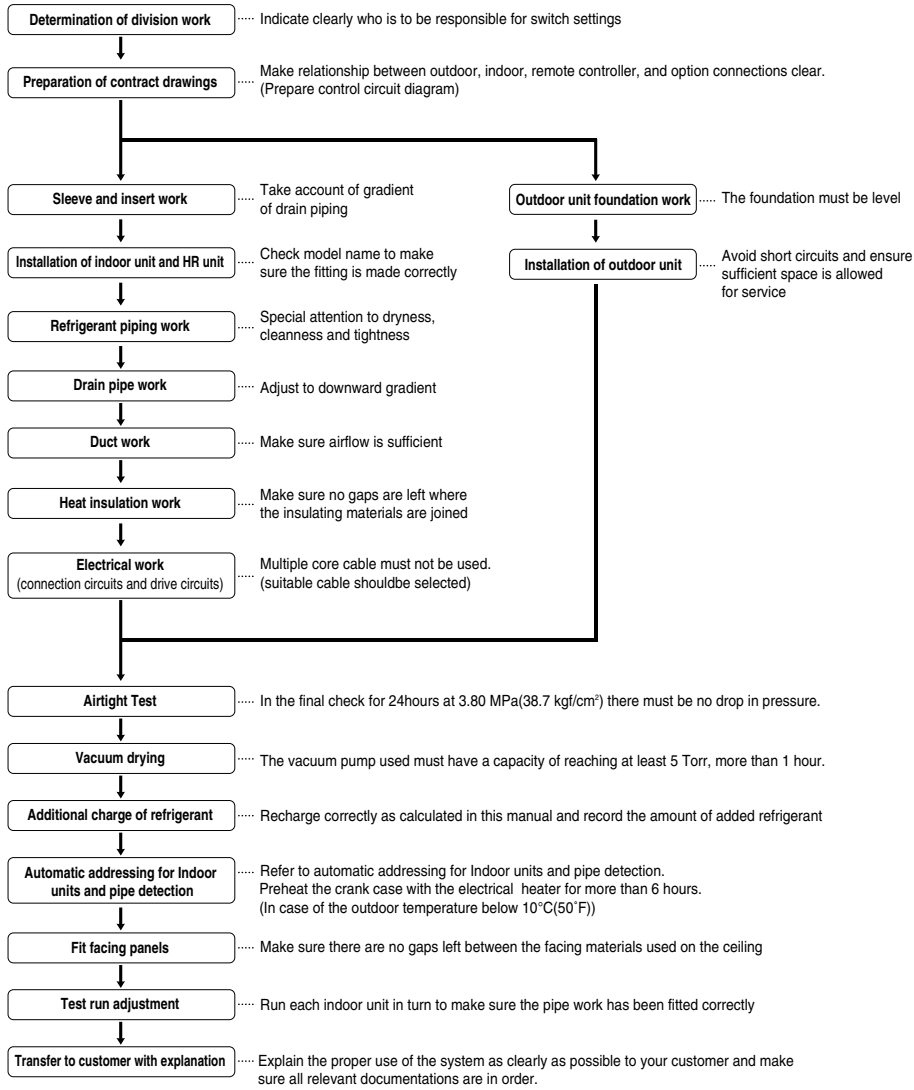 Determination of division work ..... Indicate clearly who is to be responsible for switch settings
Preparation of contract drawings ..... Make relationship between outdoor, indoor, remote controller, and option connections clear.
(Prepare control circuit diagram)
Sleeve and insert work ..... Take account of gradient
of drain piping
Installation of indoor unit and HR unit ..... Check model name to make
sure the fitting is made correctly
Refrigerant piping work ..... Special attention to dryness,
cleanness and tightness
Drain pipe work ..... Adjust to downward gradient
Duct work ..... Make sure airflow is sufficient
Heat insulation work ..... Make sure no gaps are left where
the insulating materials are joined
Electrical work
(connection circuits and drive circuits) ..... Multiple core cable must not be used.
(suitable cable shouldbe selected)
Outdoor unit foundation work ..... The foundation must be level
Installation of outdoor unit ..... Avoid short circuits and ensure
sufficient space is allowed
for service
Airtight Test ..... In the final check for 24hours at 3.80 MPa(38.7 kgf/cm²) there must be no drop in pressure.
Vacuum drying ..... The vacuum pump used must have a capacity of reaching at least 5 Torr, more than 1 hour.
Additional charge of refrigerant ..... Recharge correctly as calculated in this manual and record the amount of added refrigerant
Automatic addressing for Indoor
units and pipe detection ..... Refer to automatic addressing for Indoor units and pipe detection.
Preheat the crank case with the electrical heater for more than 6 hours.
(In case of the outdoor temperature below 10°C(50˚F))
Fit facing panels ..... Make sure there are no gaps left between the facing materials used on the ceiling
Test run adjustment ..... Run each indoor unit in turn to make sure the pipe work has been fitted correctly
Transfer to customer with explanation ..... Explain the proper use of the system as clearly as possible to your customer and make
sure all relevant documentations are in order.